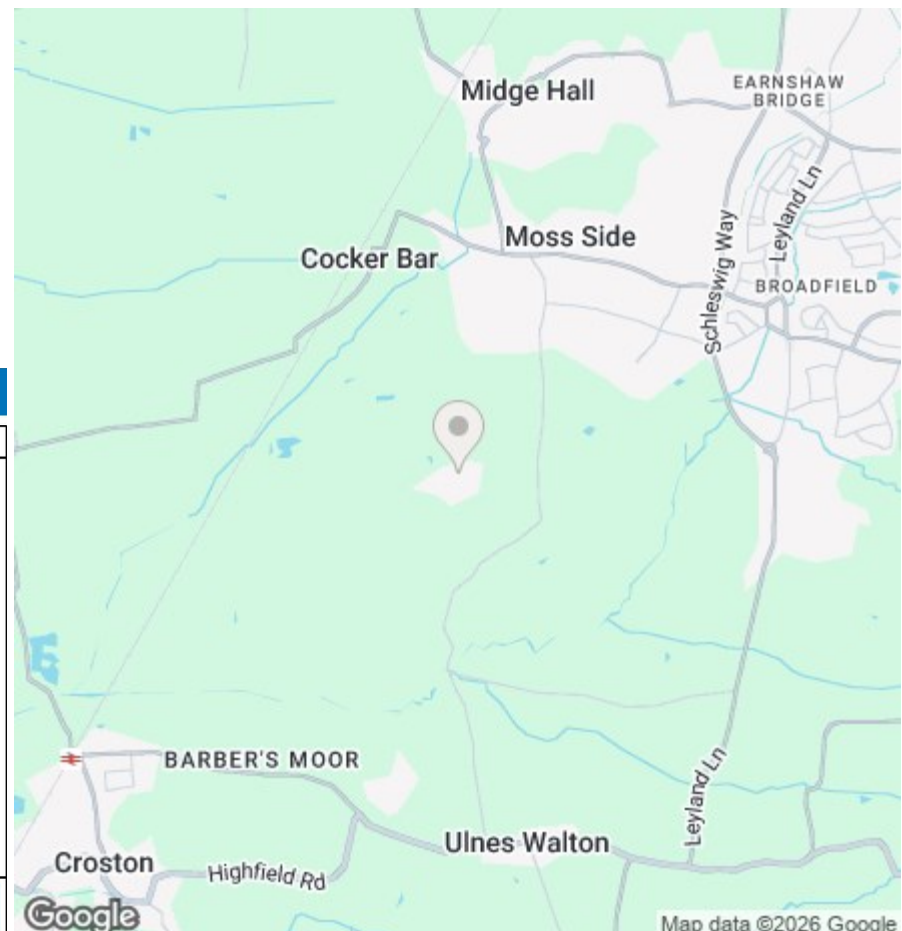 Midge Hall
EARNSHAW
BRIDGE
Leyland Ln
Moss Side
Cocker Bar
Schleswig Way
BROADFIELD
BARBER'S MOOR
Leyland Ln
Ulnes Walton
Croston
Highfield Rd
Google
Map data ©2026 Google